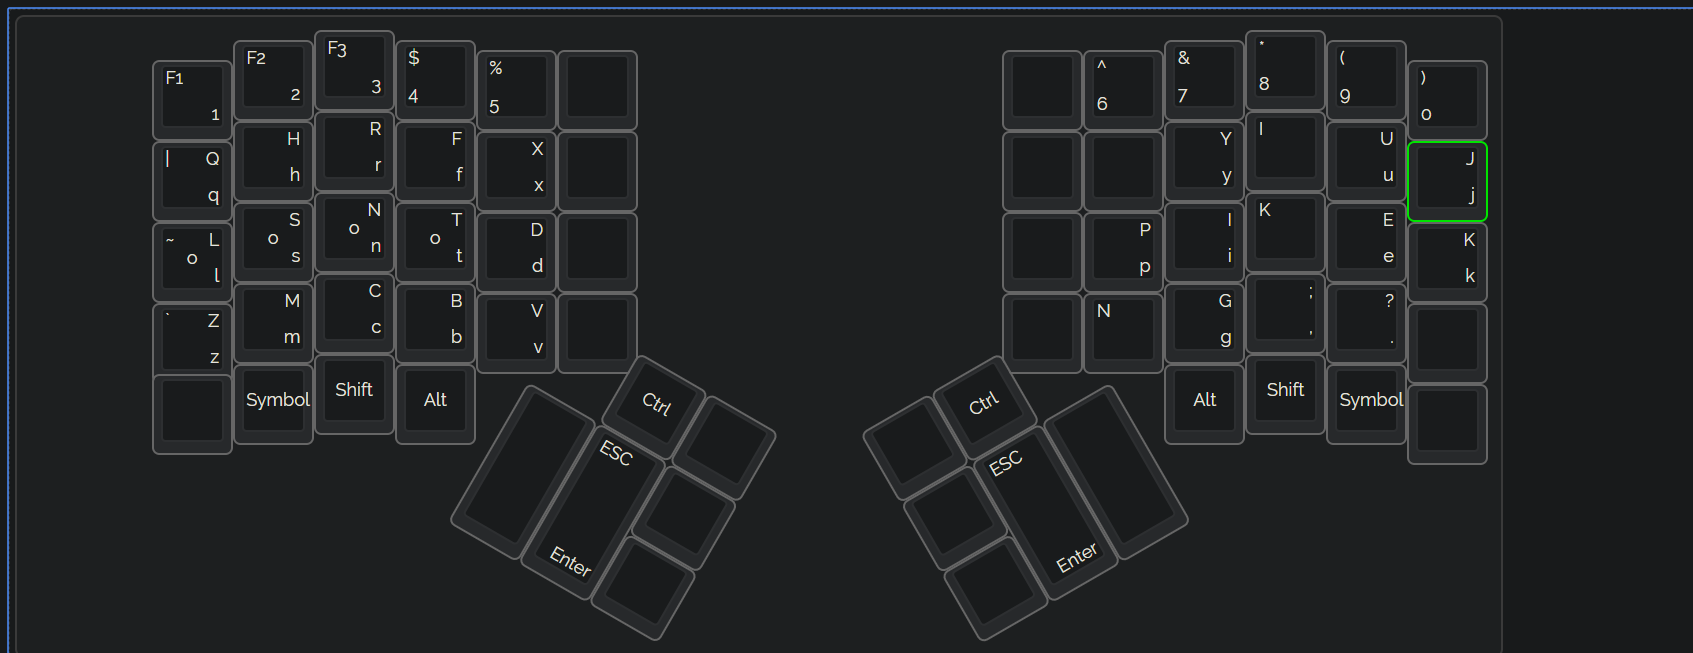 F1
1
F2
2
F3
3
$
4
%
5
^
6
&
7
*
8
(
9
)
0
| Q
q
H
h
R
r
F
f
X
x
Y
y
I
U
u
J
j
~ L
o
l
S
o
s
N
o
n
T
o
t
D
d
P
p
I
i
K
E
e
K
k
` Z
z
M
m
C
c
B
b
V
v
N
G
g
;
,
?
.
Symbol
Shift
Alt
Alt
Shift
Symbol
Ctrl
ESC
Enter
Ctrl
ESC
Enter